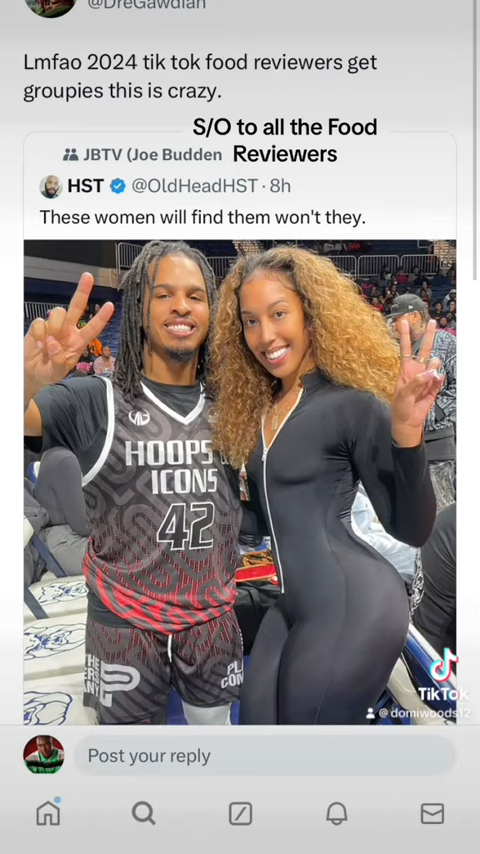 @DreGawdian
Lmfao 2024 tik tok food reviewers get
groupies this is crazy.
S/O to all the Food
Reviewers
JBTV (Joe Budden
HST @OldHeadHST · 8h
These women will find them won't they.
HOOPS
ICONS
42
TikTok
@domiwoods12
Post your reply